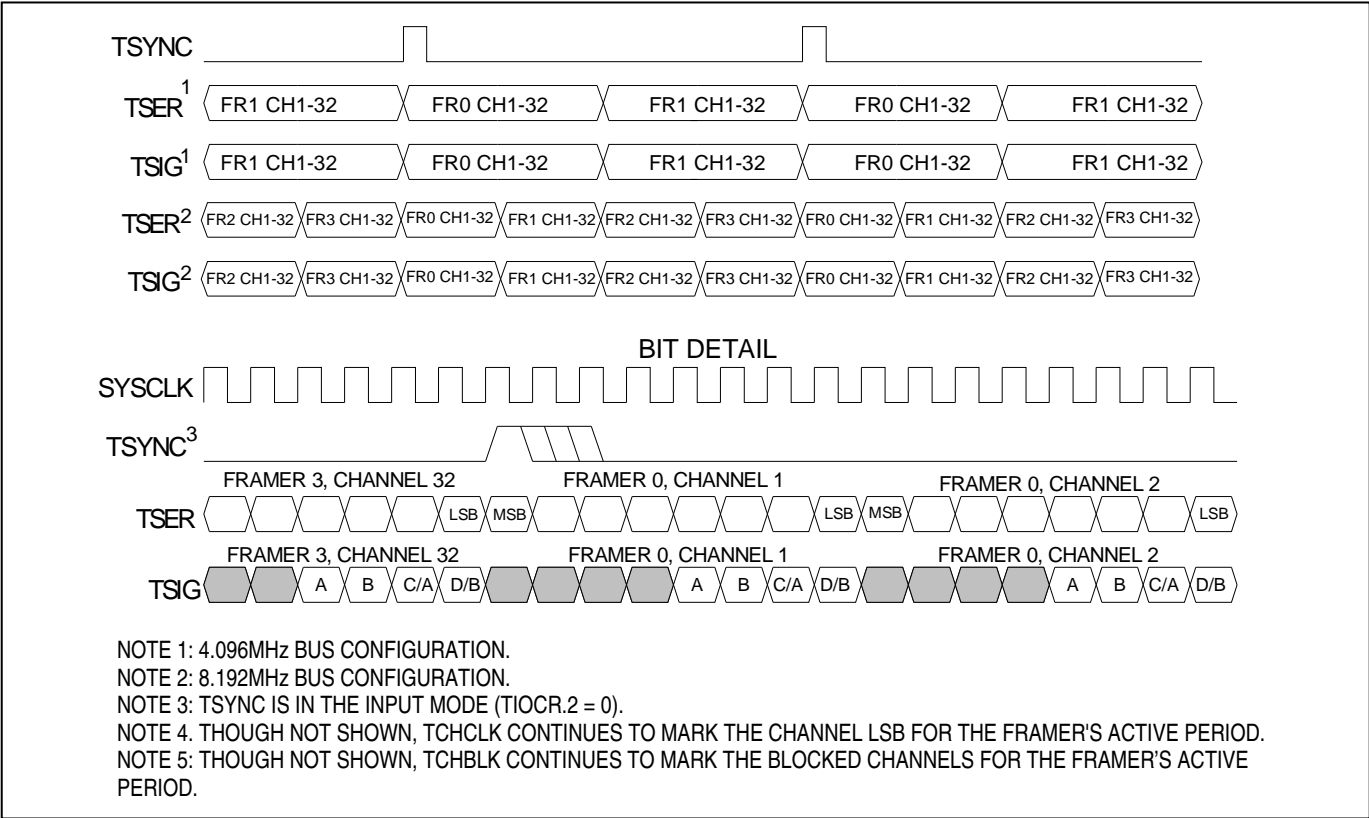 TSYNC
TSER1 FR1 CH1-32 FR0 CH1-32 FR1 CH1-32 FR0 CH1-32 FR1 CH1-32
TSIG1 FR1 CH1-32 FR0 CH1-32 FR1 CH1-32 FR0 CH1-32 FR1 CH1-32
TSER2 FR2 CH1-32 FR3 CH1-32 FR0 CH1-32 FR1 CH1-32 FR2 CH1-32 FR3 CH1-32 FR0 CH1-32 FR1 CH1-32 FR2 CH1-32 FR3 CH1-32
TSIG2 FR2 CH1-32 FR3 CH1-32 FR0 CH1-32 FR1 CH1-32 FR2 CH1-32 FR3 CH1-32 FR0 CH1-32 FR1 CH1-32 FR2 CH1-32 FR3 CH1-32
BIT DETAIL
SYSCLK
TSYNC3
FRAMER 3, CHANNEL 32 FRAMER 0, CHANNEL 1 FRAMER 0, CHANNEL 2
TSER LSB MSB LSB MSB LSB
FRAMER 3, CHANNEL 32 FRAMER 0, CHANNEL 1 FRAMER 0, CHANNEL 2
TSIG A B C/A D/B A B C/A D/B A B C/A D/B
NOTE 1: 4.096MHz BUS CONFIGURATION.
NOTE 2: 8.192MHz BUS CONFIGURATION.
NOTE 3: TSYNC IS IN THE INPUT MODE (TIOCR.2 = 0).
NOTE 4. THOUGH NOT SHOWN, TCHCLK CONTINUES TO MARK THE CHANNEL LSB FOR THE FRAMER'S ACTIVE PERIOD.
NOTE 5: THOUGH NOT SHOWN, TCHBLK CONTINUES TO MARK THE BLOCKED CHANNELS FOR THE FRAMER’S ACTIVE
PERIOD.